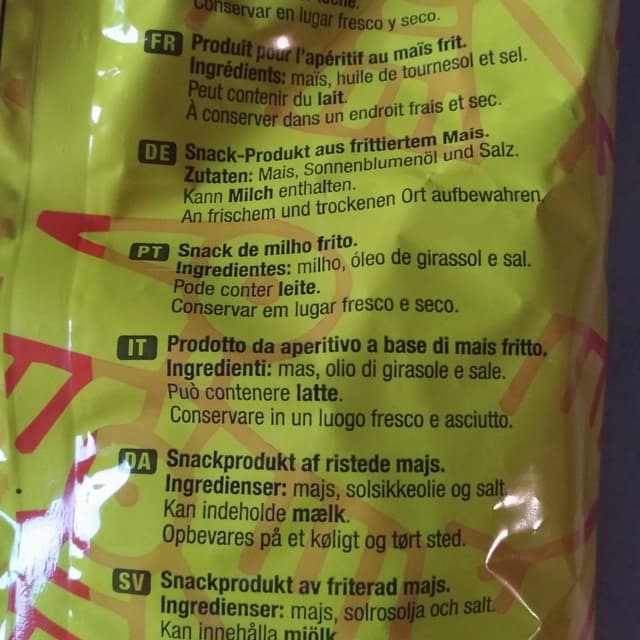 Conservar en lugar fresco y seco.
FR Produit pour l'apéritif au maïs frit.
Ingrédients: maïs, huile de tournesol et sel.
Peut contenir du lait.
À conserver dans un endroit frais et sec.
DE Snack-Produkt aus frittiertem Mais.
Zutaten: Mais, Sonnenblumenöl und Salz.
Kann Milch enthalten.
An frischem und trockenen Ort aufbewahren.
PT Snack de milho frito.
Ingredientes: milho, óleo de girassol e sal.
Pode conter leite.
Conservar em lugar fresco e seco.
IT Prodotto da aperitivo a base di mais fritto.
Ingredienti: mas, olio di girasole e sale.
Può contenere latte.
Conservare in un luogo fresco e asciutto.
DA Snackprodukt af ristede majs.
Ingredienser: majs, solsikkeolie og salt.
Kan indeholde mælk.
Opbevares på et køligt og tørt sted.
SV Snackprodukt av friterad majs.
Ingredienser: majs, solrosolja och salt.
Kan innehålla mjölk